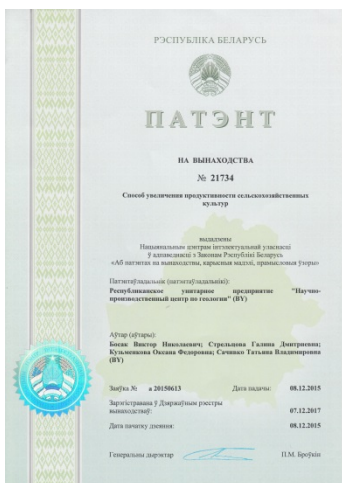 РЭСПУБЛІКА БЕЛАРУСЬ
ПАТЭНТ
НА ВЫНАХОДСТВА
№ 21734
Способ увеличения продуктивности сельскохозяйственных
культур
выдадзены
Нацыянальным цэнтрам інтэлектуальнай уласнасці
ў адпаведнасці з Законам Рэспублікі Беларусь
«Аб патэнтах на вынаходствы, карысныя мадэлі, прамысловыя ўзоры»
Патэнтаўладальнік (патэнтаўладальнікі):
Республиканское унитарное предприятие "Научно-
производственный центр по геологии" (BY)
Аўтар (аўтары):
Босак Виктор Николаевич; Стрельцова Галина Дмитриевна;
Кузьменкова Оксана Федоровна; Сачивко Татьяна Владимировна
(BY)
Заяўка № a 20150613 Дата падачы: 08.12.2015
Зарэгістравана ў Дзяржаўным рэестры
вынаходстваў: 07.12.2017
Дата пачатку дзеяння: 08.12.2015
Генеральны дырэктар П.М. Броўкін